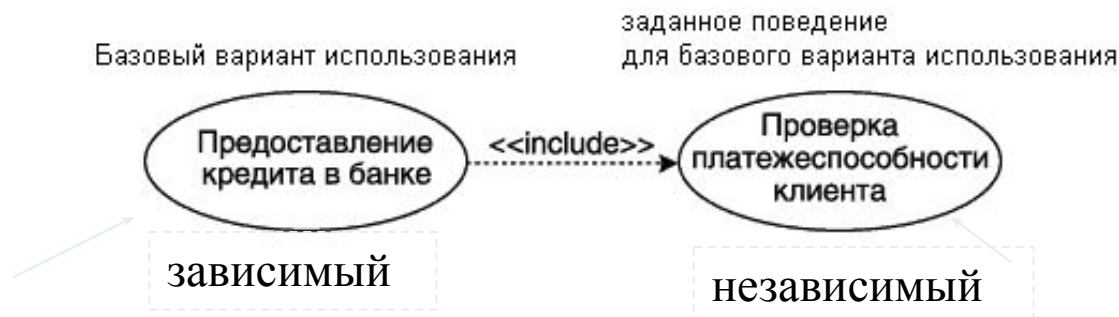 заданное поведение
Базовый вариант использования
для базового варианта использования
Предоставление
кредита в банке
<<include>>
Проверка
платежеспособности
клиента
зависимый
независимый